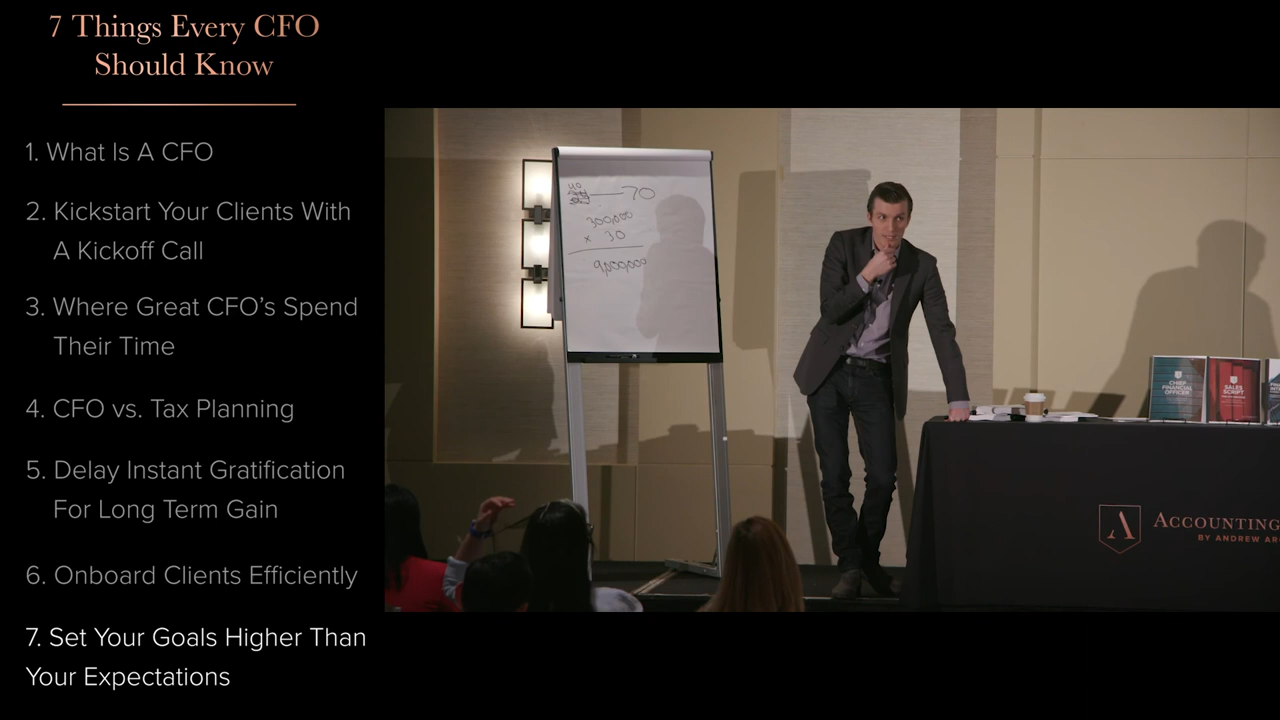 7 Things Every CFO
Should Know
1. What Is A CFO
2. Kickstart Your Clients With
A Kickoff Call
3. Where Great CFO's Spend
Their Time
4. CFO vs. Tax Planning
5. Delay Instant Gratification
For Long Term Gain
6. Onboard Clients Efficiently
7. Set Your Goals Higher Than
Your Expectations
40
70
300,000
x 30
9,000,000
CHIEF
FINANCIAL
OFFICER
SALES
SCRIPT
ACCOUNTING
BY ANDREW